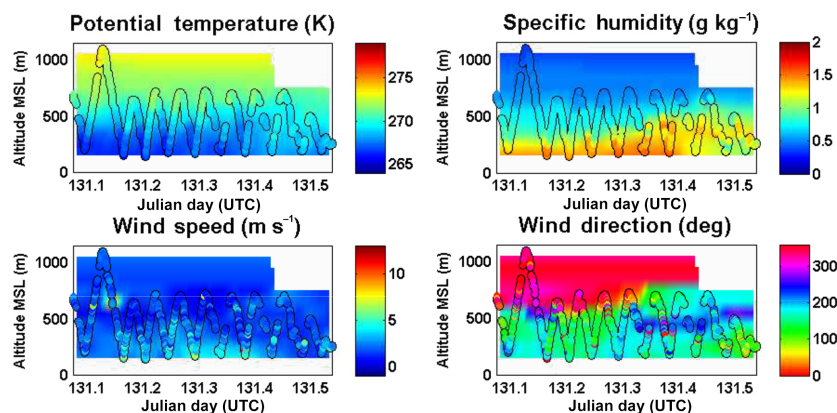 Potential temperature (K)
Specific humidity (g kg⁻¹)
Altitude MSL (m)
1000
500
0
131.1 131.2 131.3 131.4 131.5
Julian day (UTC)
275
270
265
Altitude MSL (m)
1000
500
0
131.1 131.2 131.3 131.4 131.5
Julian day (UTC)
2
1.5
1
0.5
0
Wind speed (m s⁻¹)
Wind direction (deg)
Altitude MSL (m)
1000
500
0
131.1 131.2 131.3 131.4 131.5
Julian day (UTC)
10
5
0
Altitude MSL (m)
1000
500
0
131.1 131.2 131.3 131.4 131.5
Julian day (UTC)
300
200
100
0